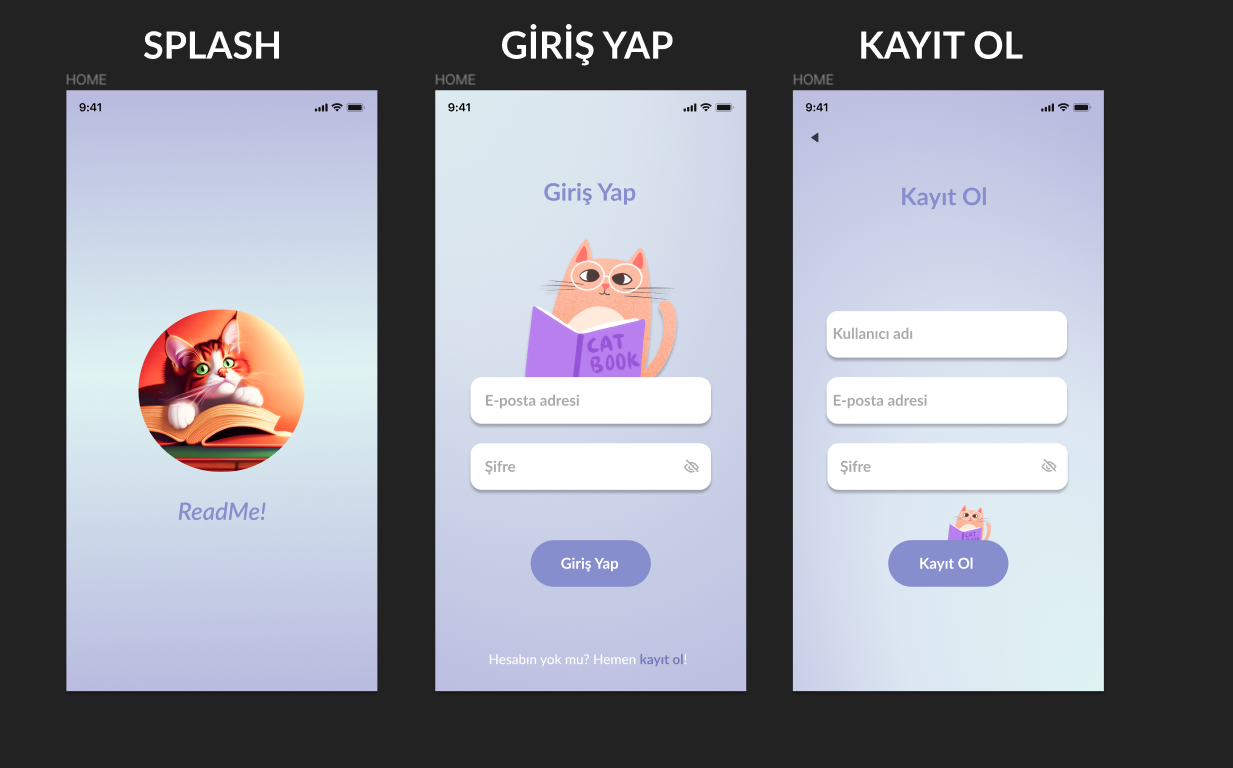 SPLASH
HOME
9:41
ReadMe!
GİRİŞ YAP
HOME
9:41
Giriş Yap
CAT
BOOK
E-posta adresi
Şifre
Giriş Yap
Hesabın yok mu? Hemen kayıt ol!
KAYIT OL
HOME
9:41
Kayıt Ol
Kullanıcı adı
E-posta adresi
Şifre
CAT
Kayıt Ol